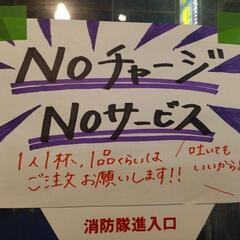 NOチャージ
NOサービス
1人1杯、1品くらいは
ご注文お願いします!!
吐いても
いいから
消防隊進入口